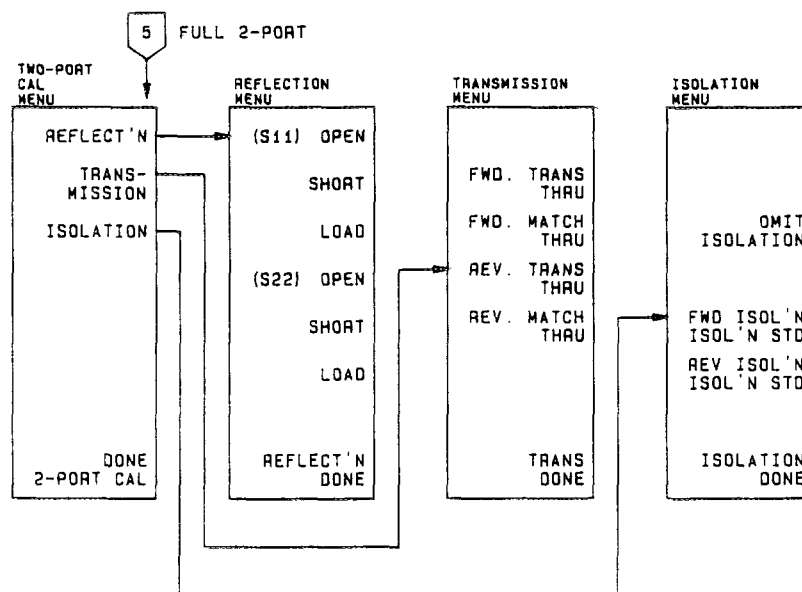 5 FULL 2-PORT
TWO-PORT
CAL
MENU
REFLECT'N
TRANS-
MISSION
ISOLATION
DONE
2-PORT CAL
REFLECTION
MENU
(S11) OPEN
SHORT
LOAD
(S22) OPEN
SHORT
LOAD
REFLECT'N
DONE
TRANSMISSION
MENU
FWD. TRANS
THRU
FWD. MATCH
THRU
REV. TRANS
THRU
REV. MATCH
THRU
TRANS
DONE
ISOLATION
MENU
OMIT
ISOLATION
FWD ISOL'N
ISOL'N STD
REV ISOL'N
ISOL'N STD
ISOLATION
DONE